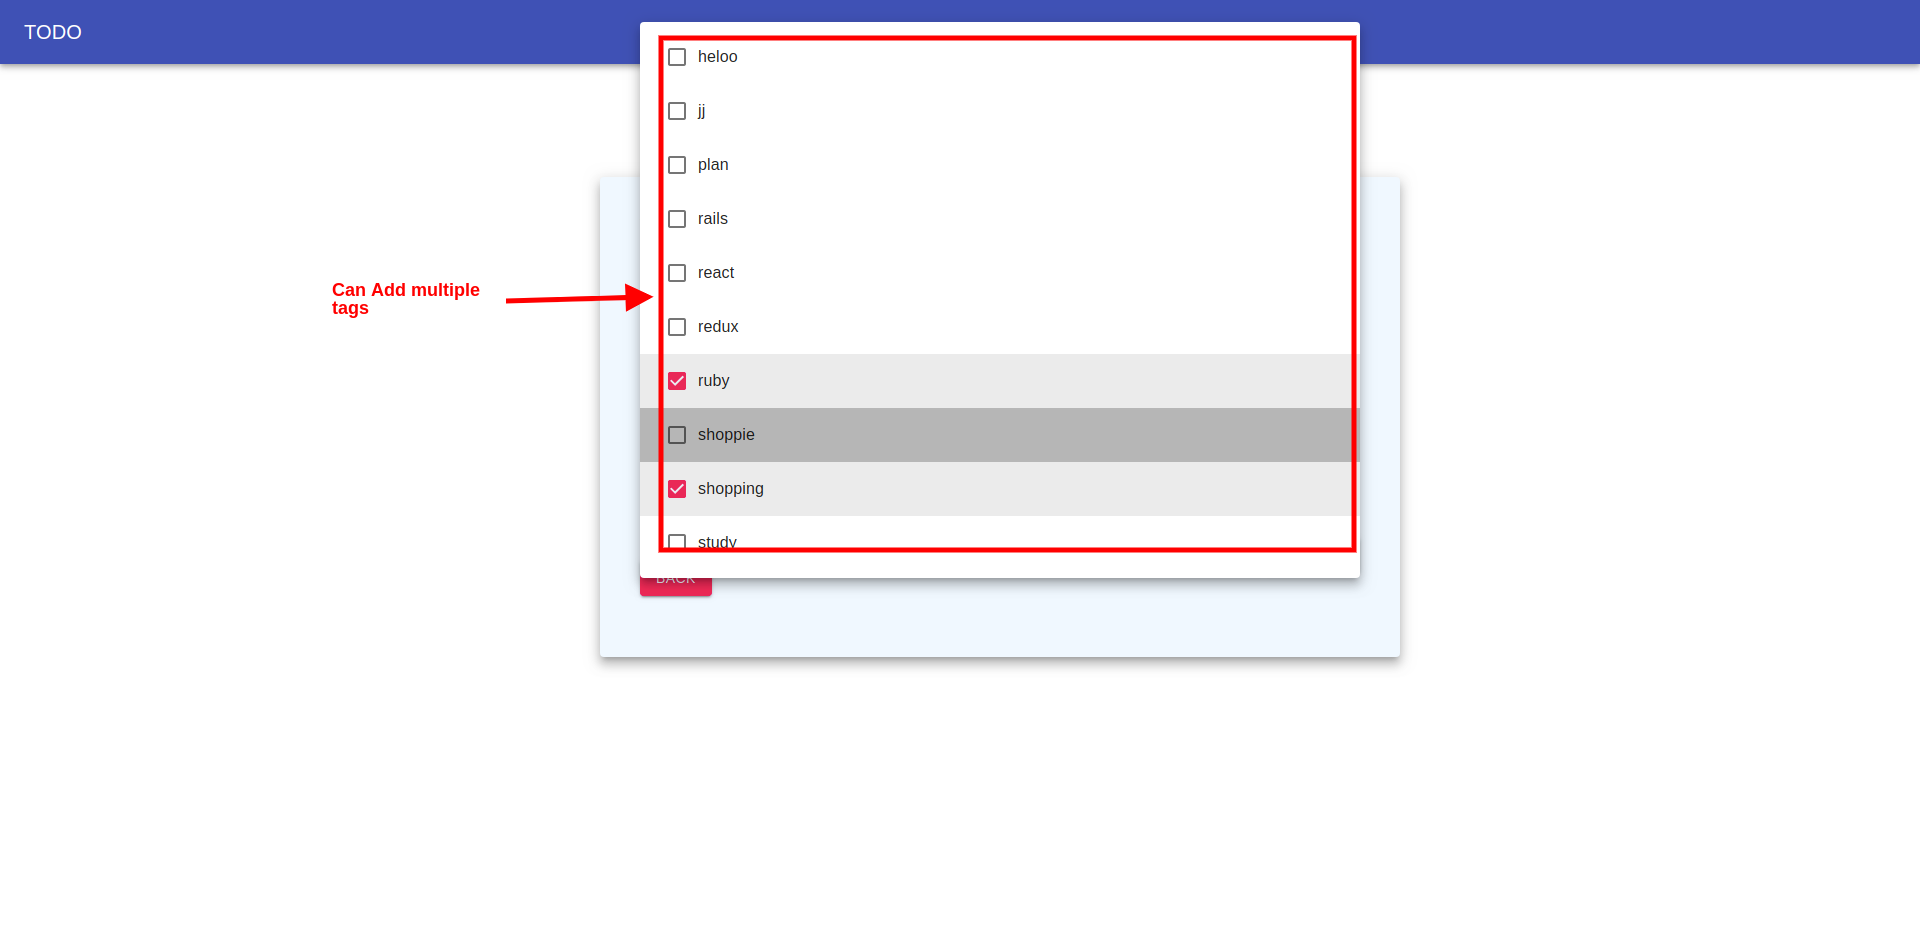 TODO
heloo
jj
plan
rails
react
Can Add multiple
tags
redux
ruby
shoppie
shopping
study
BACK